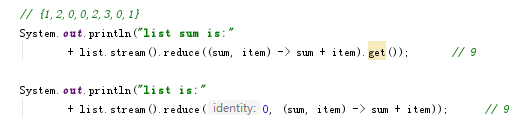 // {1, 2, 0, 0, 2, 3, 0, 1}
System.out.println("list sum is:"
+ list.stream().reduce((sum, item) -> sum + item).get()); // 9
System.out.println("list is:"
+ list.stream().reduce( identity: 0, (sum, item) -> sum + item)); // 9